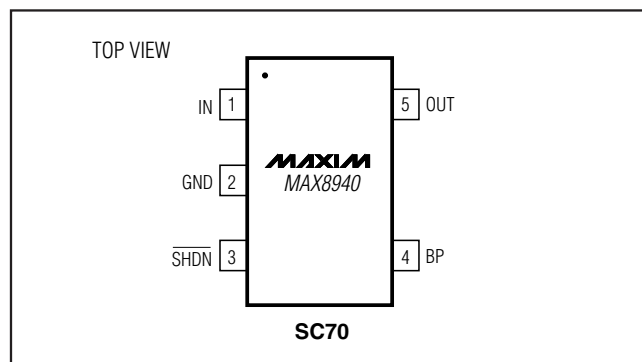 TOP VIEW
IN 1
5 OUT
MAXIM
MAX8940
GND 2
SHDN 3
4 BP
SC70